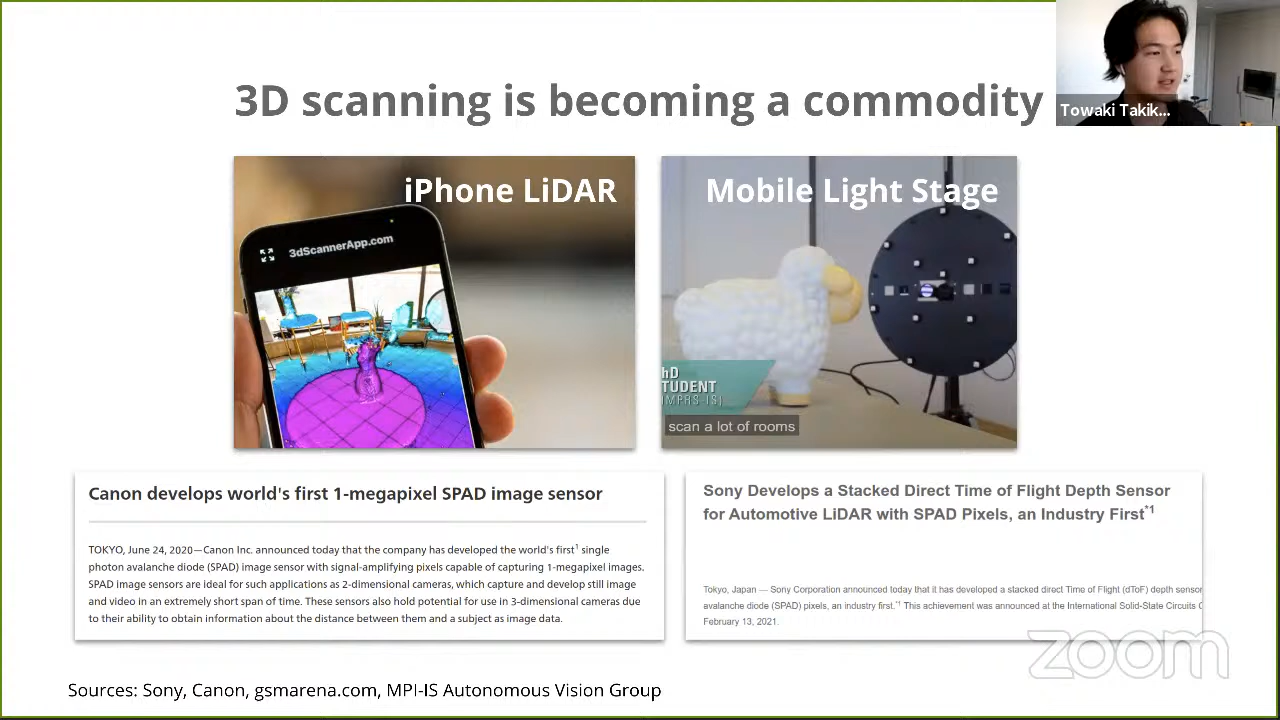 3D scanning is becoming a commodity
Towaki Takik...
iPhone LiDAR
3dScannerApp.com
Mobile Light Stage
hD
TUDENT
IMPRS-IS)
scan a lot of rooms
Canon develops world's first 1-megapixel SPAD image sensor
TOKYO, June 24, 2020—Canon Inc. announced today that the company has developed the world's first¹ single
photon avalanche diode (SPAD) image sensor with signal-amplifying pixels capable of capturing 1-megapixel images.
SPAD image sensors are ideal for such applications as 2-dimensional cameras, which capture and develop still image
and video in an extremely short span of time. These sensors also hold potential for use in 3-dimensional cameras due
to their ability to obtain information about the distance between them and a subject as image data.
Sony Develops a Stacked Direct Time of Flight Depth Sensor
for Automotive LiDAR with SPAD Pixels, an Industry First*1
Tokyo, Japan — Sony Corporation announced today that it has developed a stacked direct Time of Flight (dToF) depth sensor
avalanche diode (SPAD) pixels, an industry first.*1 This achievement was announced at the International Solid-State Circuits C
February 13, 2021.
zoom
Sources: Sony, Canon, gsmarena.com, MPI-IS Autonomous Vision Group